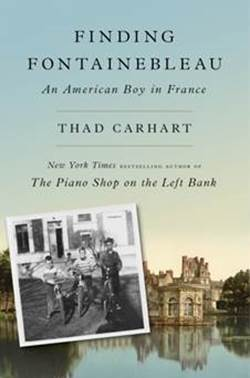 FINDING
FONTAINEBLEAU
An American Boy in France
THAD CARHART
New York Times BESTSELLING AUTHOR OF
The Piano Shop on the Left Bank